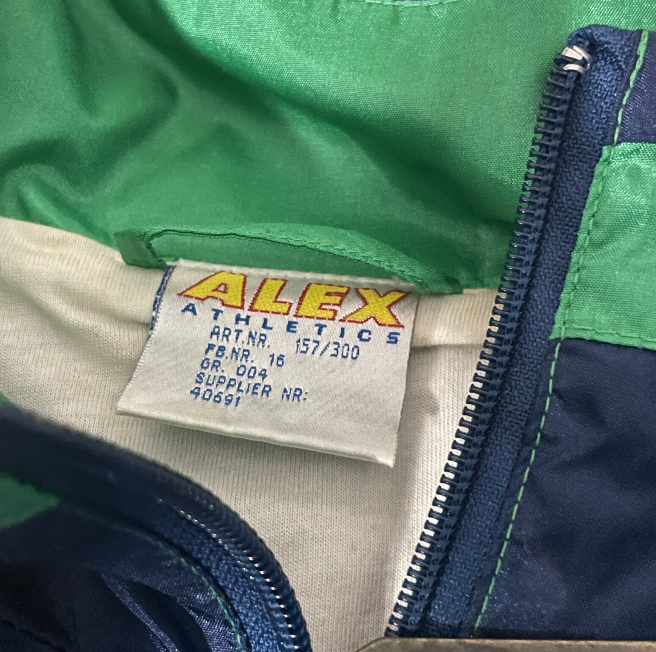 ALEX
ATHLETICS
ART.NR. 157/300
FB.NR. 16
GR. 004
SUPPLIER NR:
40691